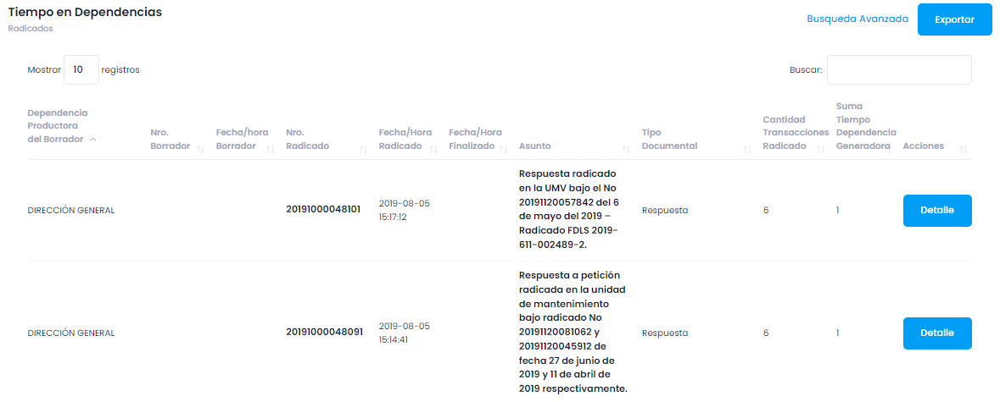 Tiempo en Dependencias
Radicados
Busqueda Avanzada
Exportar
Mostrar 10 registros
Buscar:
Dependencia
Productora
del Borrador
Nro.
Borrador
Fecha/hora
Borrador
Nro.
Radicado
Fecha/Hora
Radicado
Fecha/Hora
Finalizado
Asunto
Tipo
Documental
Cantidad
Transacciones
Radicado
Suma
Tiempo
Dependencia
Generadora
Acciones
DIRECCIÓN GENERAL
20191000048101
2019-08-05
15:17:12
Respuesta radicado
en la UMV bajo el No
20191120057842 del 6
de mayo del 2019 –
Radicado FDLS 2019-
611-002489-2.
Respuesta
6
1
Detalle
DIRECCIÓN GENERAL
20191000048091
2019-08-05
15:14:41
Respuesta a petición
radicada en la unidad
de mantenimiento
bajo radicado No
20191120081062 y
20191120045912 de
fecha 27 de junio de
2019 y 11 de abril de
2019 respectivamente.
Respuesta
6
1
Detalle